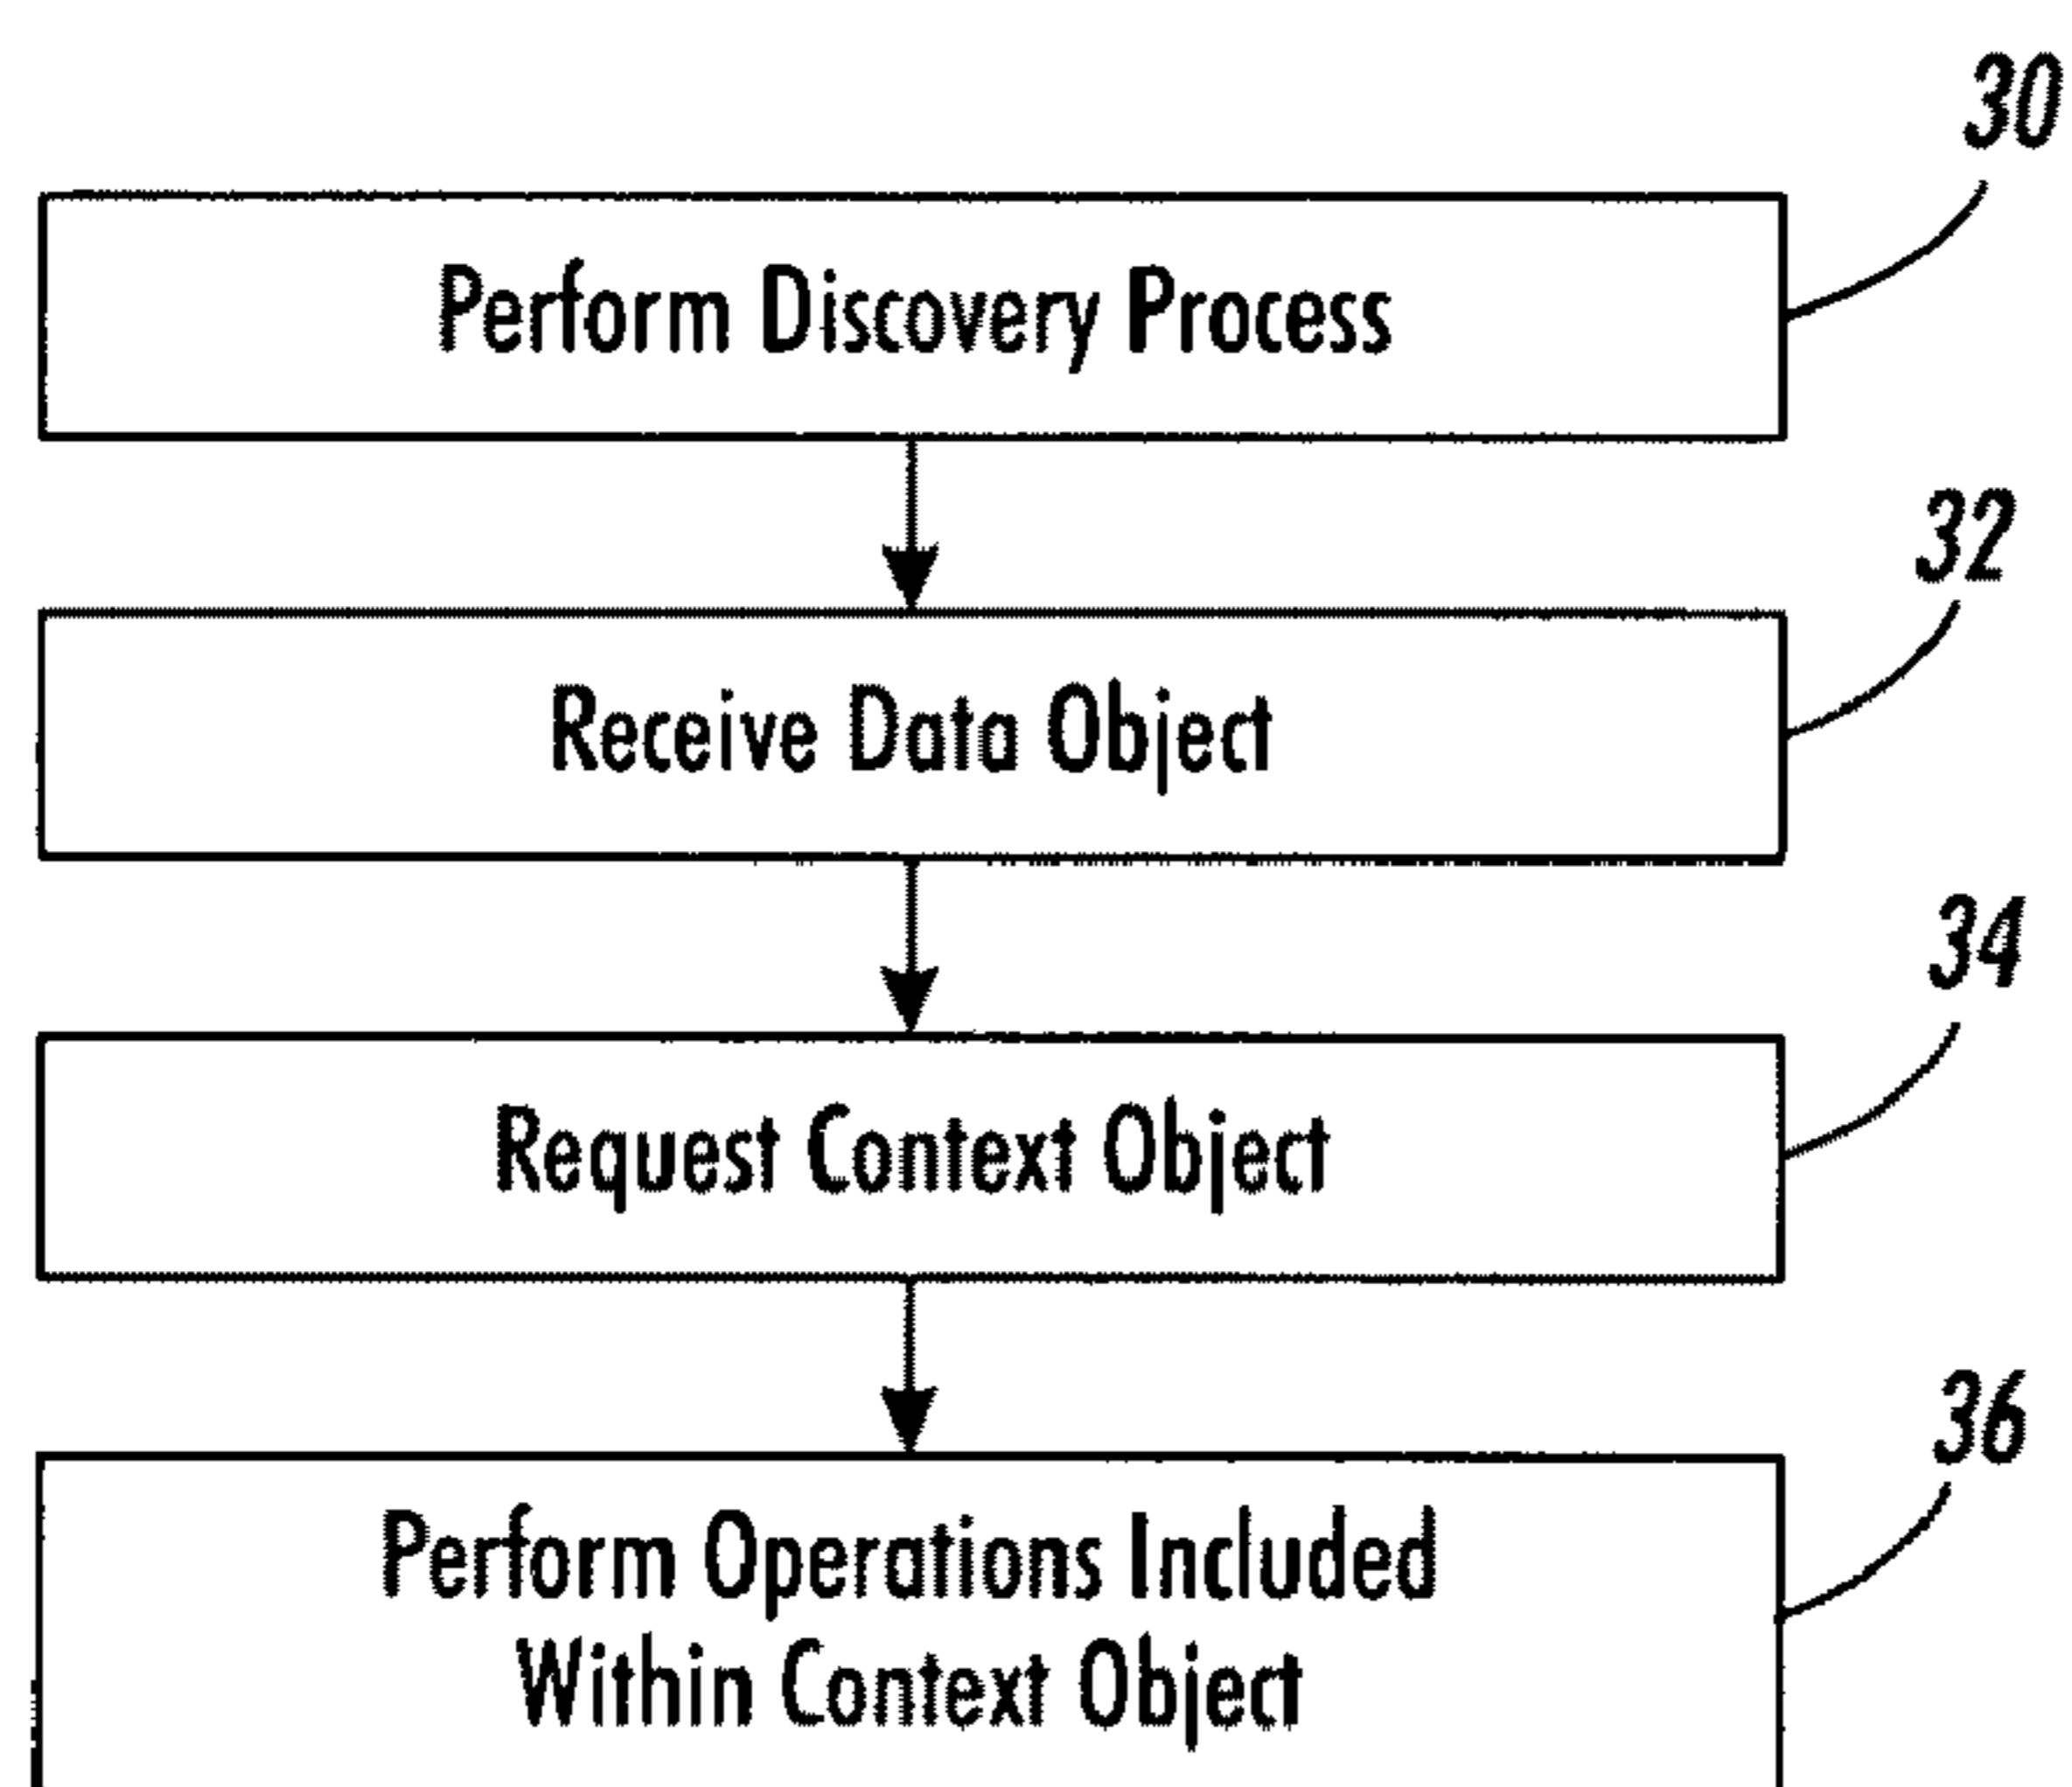 30
Perform Discovery Process
32
Receive Data Object
34
Request Context Object
36
Perform Operations Included
Within Context Object